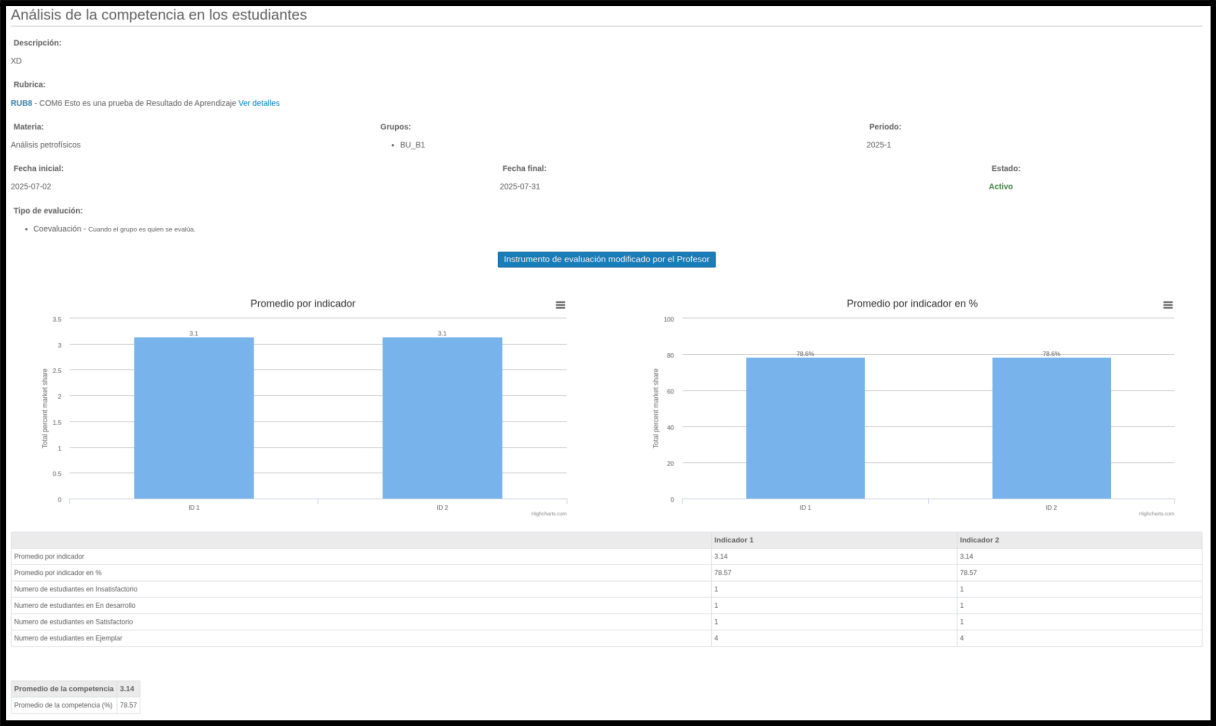 Análisis de la competencia en los estudiantes
Descripción:
XD
Rubrica:
RUB8 - COM6 Esto es una prueba de Resultado de Aprendizaje Ver detalles
Materia: Grupos: Periodo:
Análisis petrofísicos • BU_B1 2025-1
Fecha inicial: Fecha final: Estado:
2025-07-02 2025-07-31 Activo
Tipo de evalución:
• Coevaluación - Cuando el grupo es quien se evalúa.
Instrumento de evaluación modificado por el Profesor
Promedio por indicador
Total percent market share
3.5
3
2.5
2
1.5
1
0.5
0
3.1 3.1
ID 1 ID 2
Highcharts.com
Promedio por indicador en %
Total percent market share
100
80
60
40
20
0
78.6% 78.6%
ID 1 ID 2
Highcharts.com
Indicador 1 Indicador 2
Promedio por indicador 3.14 3.14
Promedio por indicador en % 78.57 78.57
Numero de estudiantes en Insatisfactorio 1 1
Numero de estudiantes en En desarrollo 1 1
Numero de estudiantes en Satisfactorio 1 1
Numero de estudiantes en Ejemplar 4 4
Promedio de la competencia 3.14
Promedio de la competencia (%) 78.57